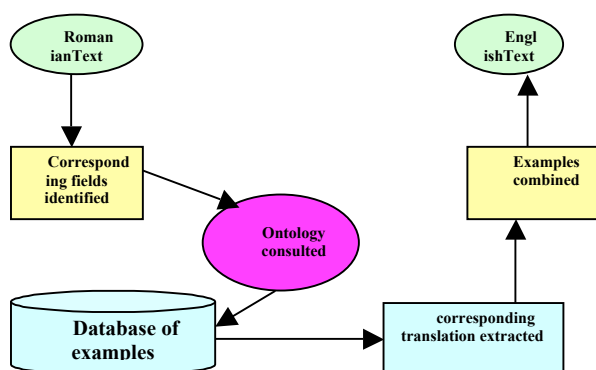 Roman
ianText
Correspond
ing fields
identified
Ontology
consulted
Database of
examples
corresponding
translation extracted
Examples
combined
Engl
ishText